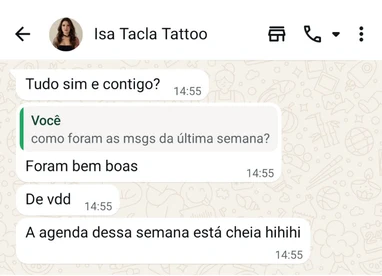 Isa Tacla Tattoo
Tudo sim e contigo?
14:55
Você
como foram as msgs da última semana?
Foram bem boas
14:55
De vdd
14:55
A agenda dessa semana está cheia hihihi
14:55